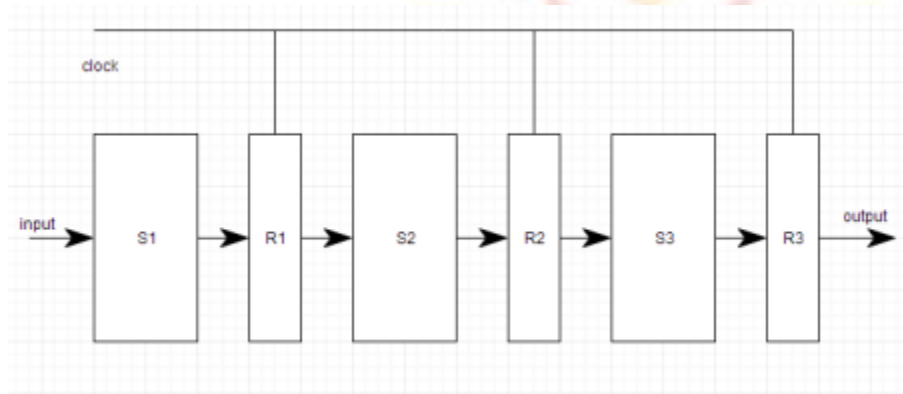 clock
input
S1
R1
S2
R2
S3
R3
output